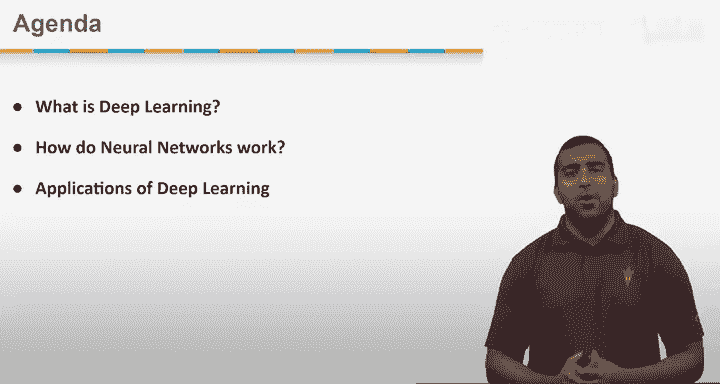 Agenda
● What is Deep Learning?
● How do Neural Networks work?
● Applications of Deep Learning